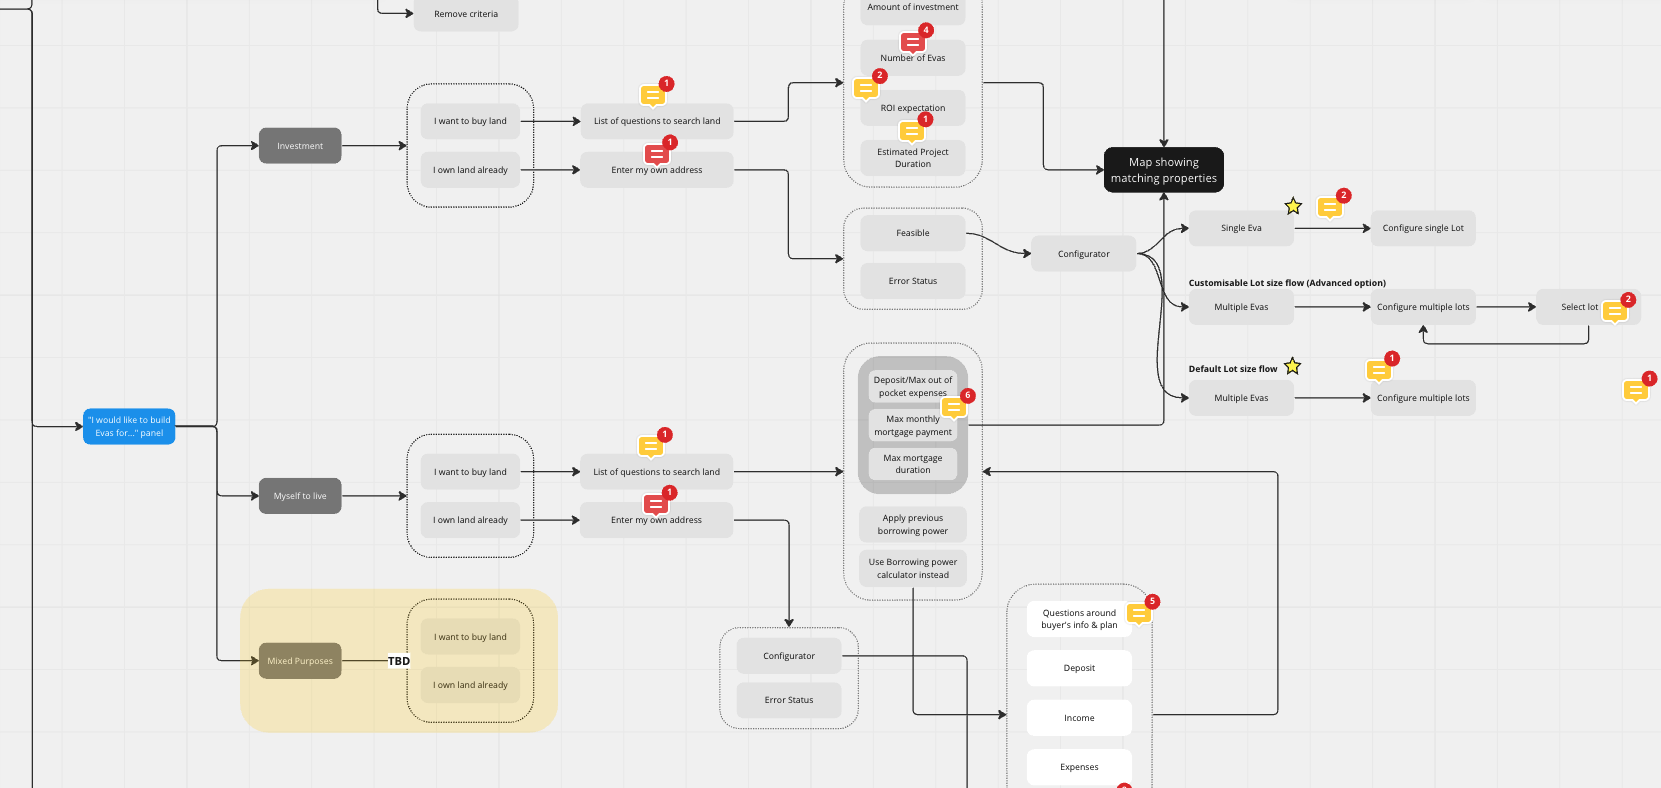 Remove criteria
Amount of investment
4
Number of Evas
2
ROI expectation
1
Estimated Project
Duration
Investment
I want to buy land
I own land already
1
List of questions to search land
1
Enter my own address
Map showing
matching properties
Feasible
Error Status
Configurator
Single Eva
2
Configure single Lot
Customisable Lot size flow (Advanced option)
Multiple Evas
Configure multiple lots
Select lot
2
Default Lot size flow
Multiple Evas
1
Configure multiple lots
1
"I would like to build
Evas for..." panel
Myself to live
I want to buy land
I own land already
1
List of questions to search land
1
Enter my own address
Deposit/Max out of
pocket expenses
6
Max monthly
mortgage payment
Max mortgage
duration
Apply previous
borrowing power
Use Borrowing power
calculator instead
Mixed Purposes
TBD
I want to buy land
I own land already
Configurator
Error Status
Questions around
buyer's info & plan
5
Deposit
Income
Expenses